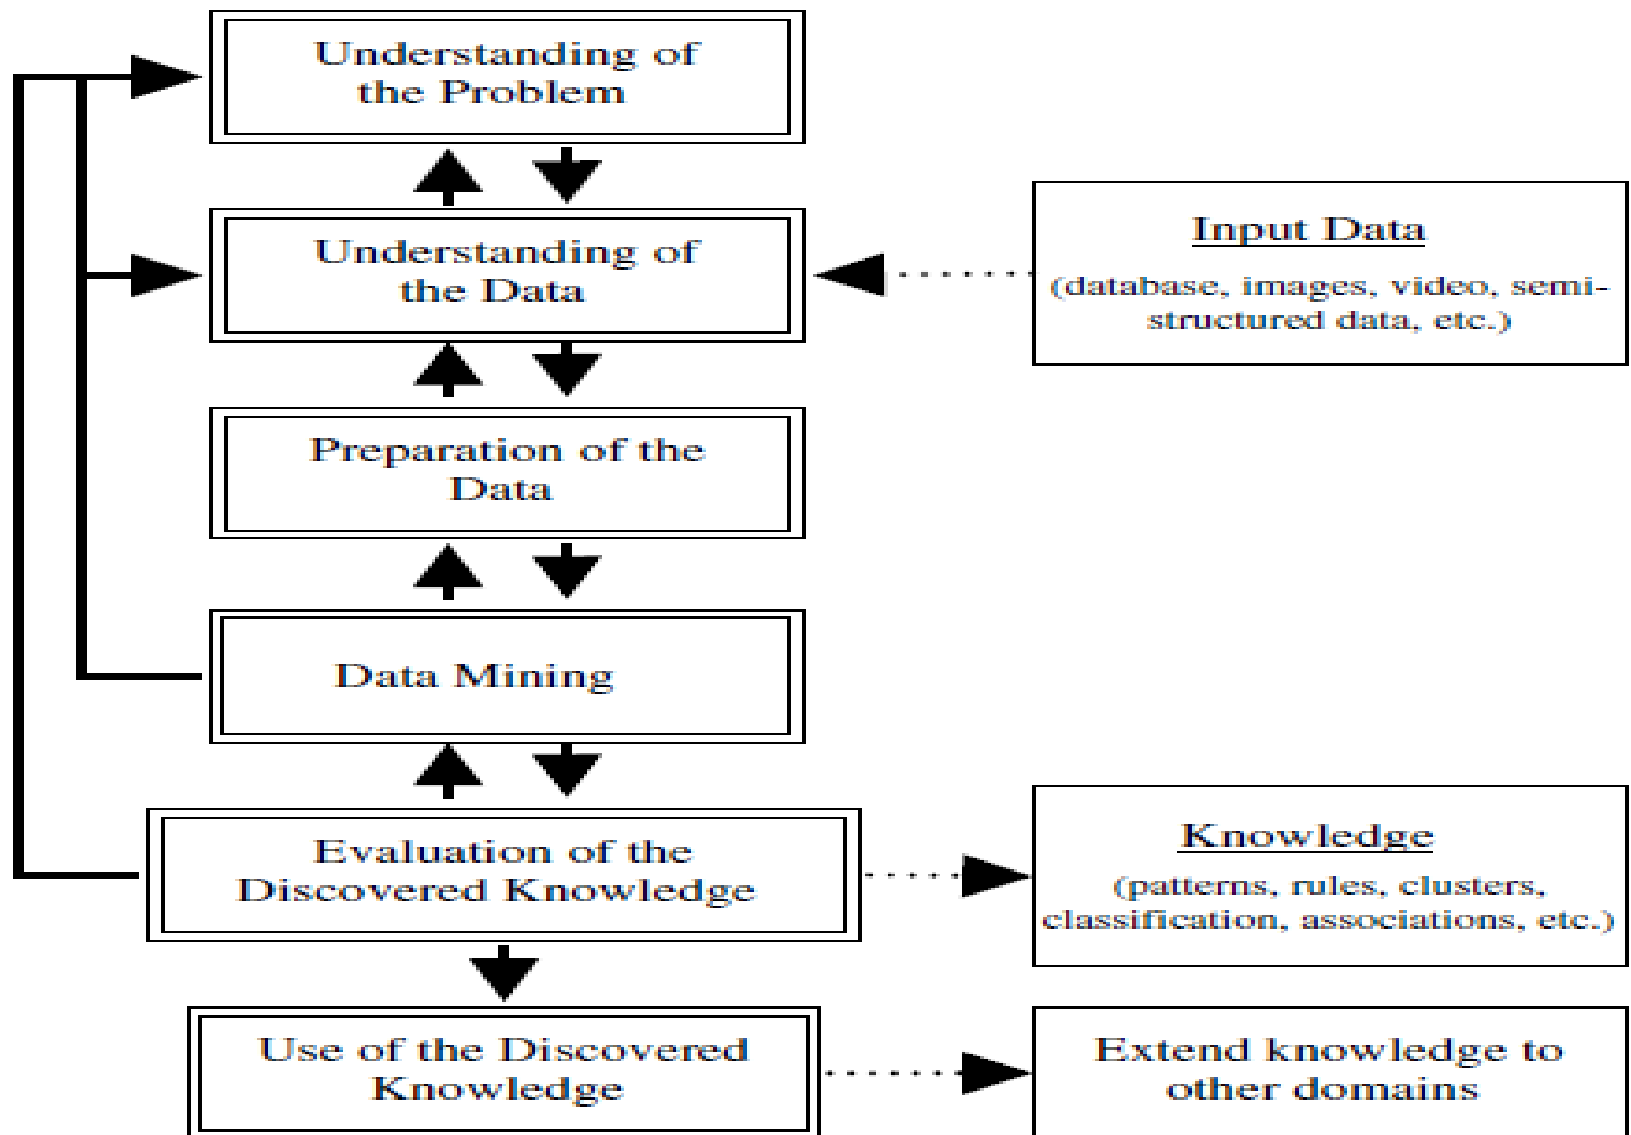 Understanding of
the Problem
Understanding of
the Data
Input Data
(database, images, video, semi-
structured data, etc.)
Preparation of the
Data
Data Mining
Evaluation of the
Discovered Knowledge
Knowledge
(patterns, rules, clusters,
classification, associations, etc.)
Use of the Discovered
Knowledge
Extend knowledge to
other domains